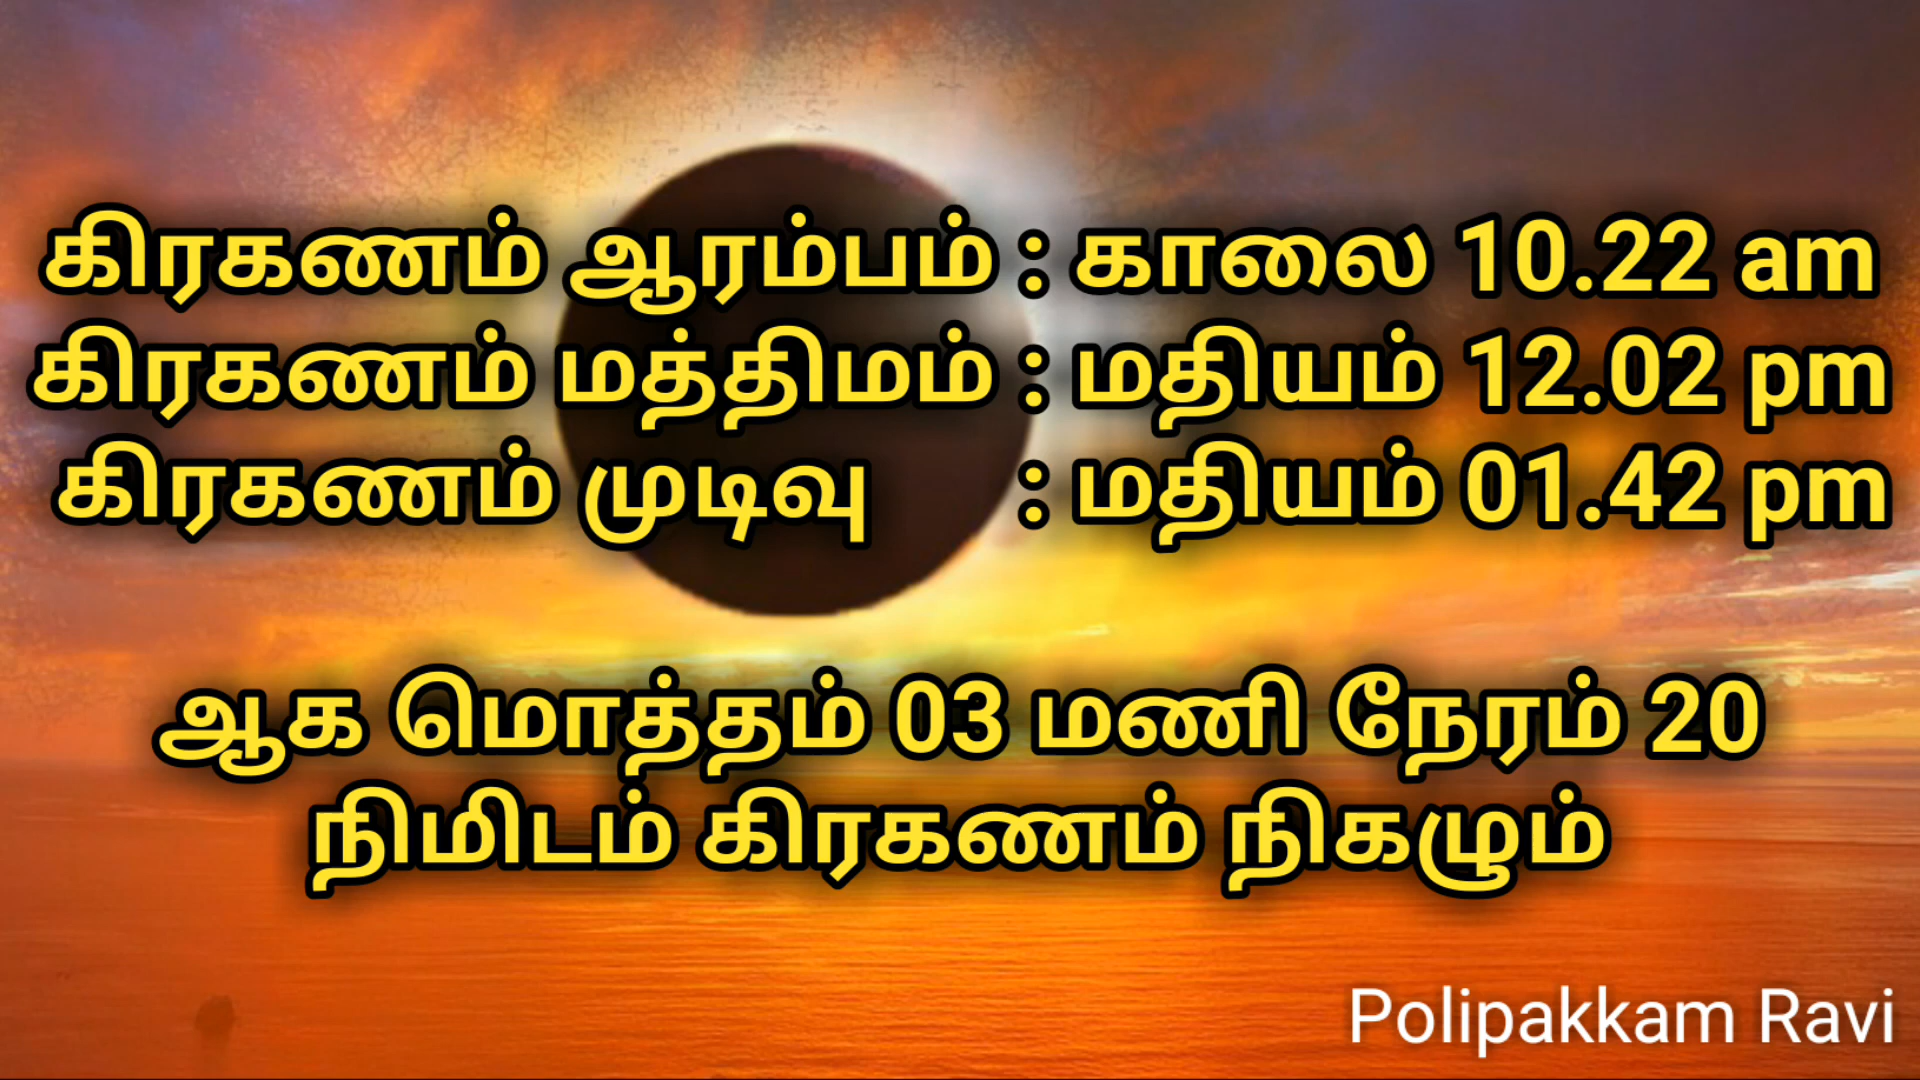 கிரகணம் ஆரம்பம் : காலை 10.22 am
கிரகணம் மத்திமம் : மதியம் 12.02 pm
கிரகணம் முடிவு : மதியம் 01.42 pm
ஆக மொத்தம் 03 மணி நேரம் 20
நிமிடம் கிரகணம் நிகழும்
Polipakkam Ravi